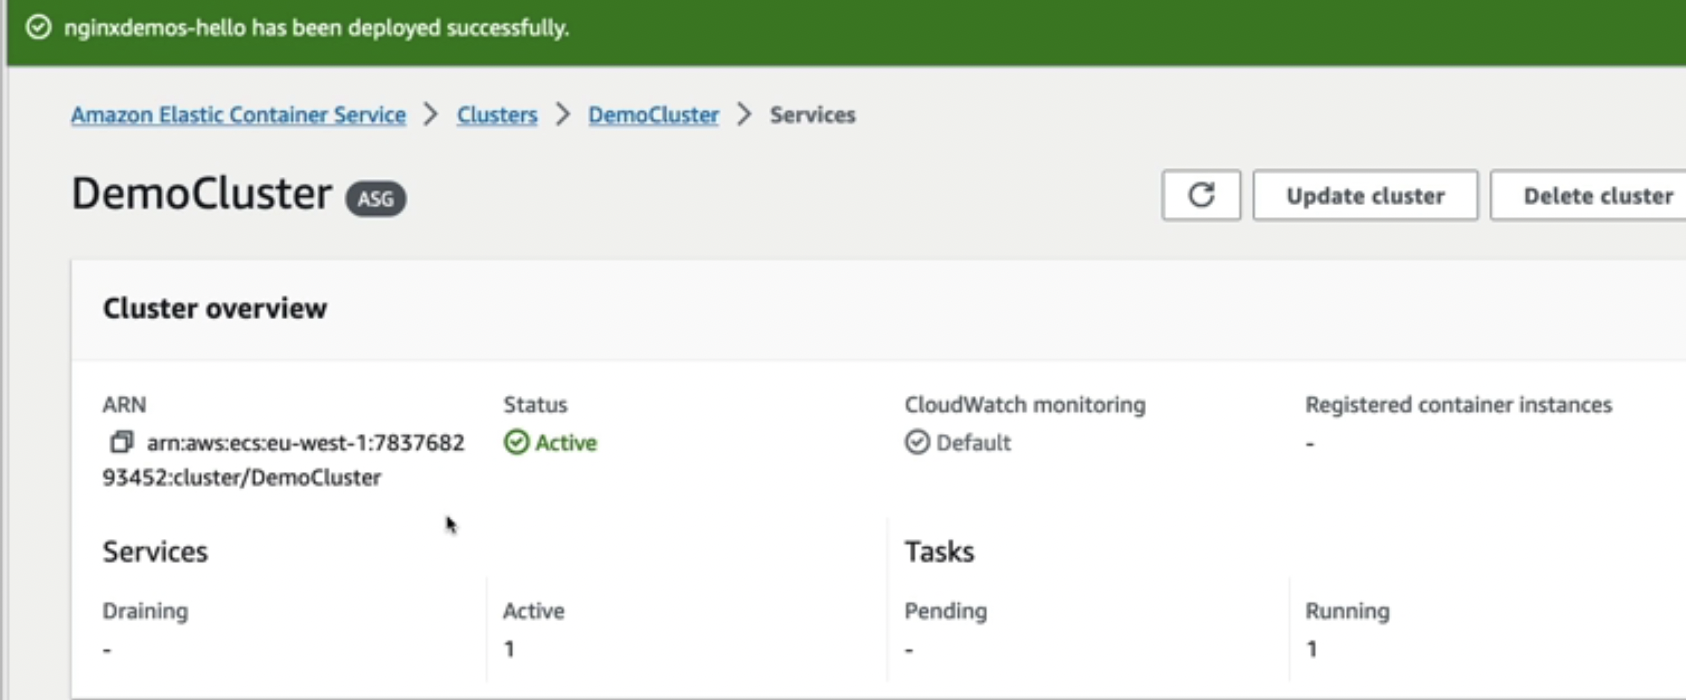 nginxdemos-hello has been deployed successfully.
Amazon Elastic Container Service > Clusters > DemoCluster > Services
DemoCluster ASG Update cluster Delete cluster
Cluster overview
ARN Status CloudWatch monitoring Registered container instances
arn:aws:ecs:eu-west-1:7837682 Active Default -
93452:cluster/DemoCluster
Services Tasks
Draining Active Pending Running
- 1 - 1